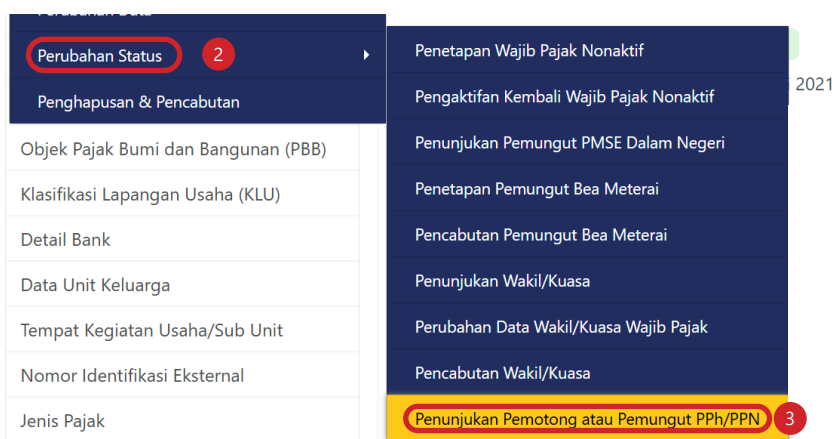 Perubahan Data
Perubahan Status
2
Penghapusan & Pencabutan
Objek Pajak Bumi dan Bangunan (PBB)
Klasifikasi Lapangan Usaha (KLU)
Detail Bank
Data Unit Keluarga
Tempat Kegiatan Usaha/Sub Unit
Nomor Identifikasi Eksternal
Jenis Pajak
Penetapan Wajib Pajak Nonaktif
Pengaktifan Kembali Wajib Pajak Nonaktif
Penunjukan Pemungut PMSE Dalam Negeri
Penetapan Pemungut Bea Meterai
Pencabutan Pemungut Bea Meterai
Penunjukan Wakil/Kuasa
Perubahan Data Wakil/Kuasa Wajib Pajak
Pencabutan Wakil/Kuasa
Penunjukan Pemotong atau Pemungut PPh/PPN
3
2021